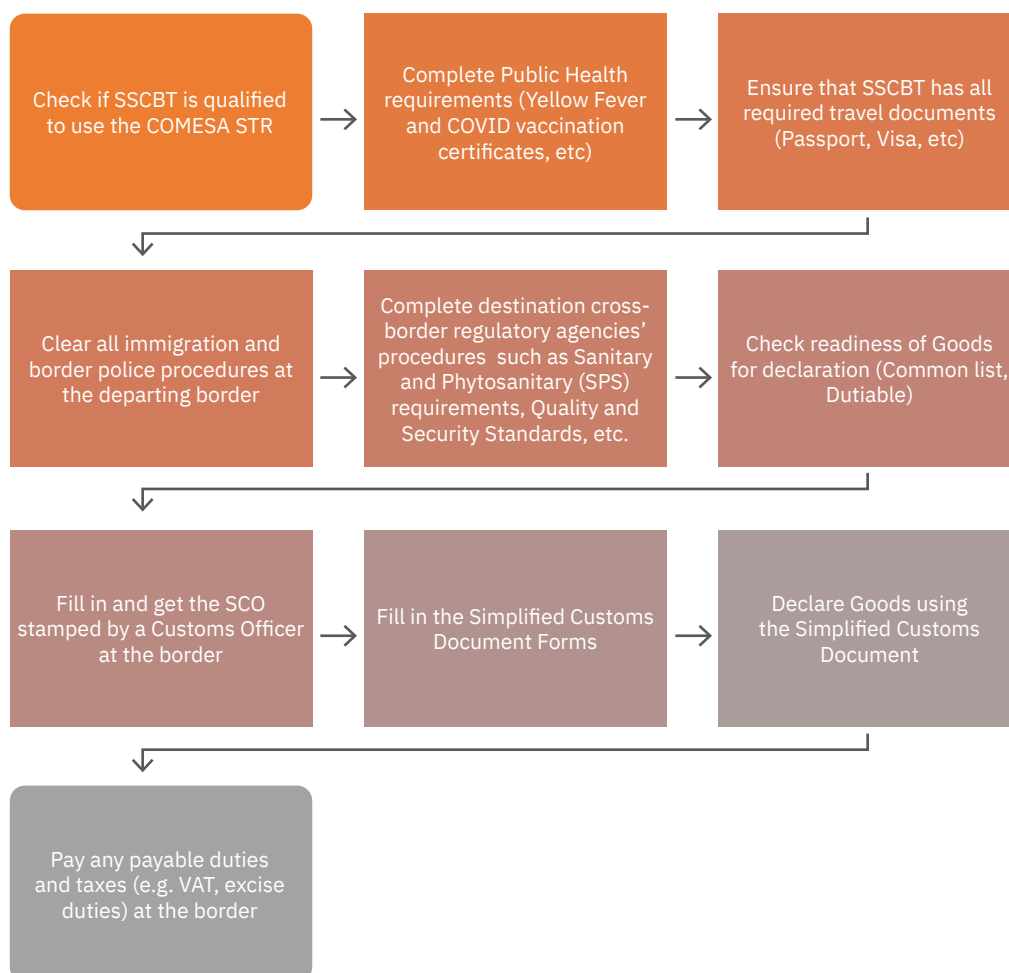 Check if SSCBT is qualified
to use the COMESA STR
Complete Public Health
requirements (Yellow Fever
and COVID vaccination
certificates, etc)
Ensure that SSCBT has all
required travel documents
(Passport, Visa, etc)
Clear all immigration and
border police procedures at
the departing border
Complete destination cross-
border regulatory agencies’
procedures such as Sanitary
and Phytosanitary (SPS)
requirements, Quality and
Security Standards, etc.
Check readiness of Goods
for declaration (Common list,
Dutiable)
Fill in and get the SCO
stamped by a Customs Officer
at the border
Fill in the Simplified Customs
Document Forms
Declare Goods using
the Simplified Customs
Document
Pay any payable duties
and taxes (e.g. VAT, excise
duties) at the border